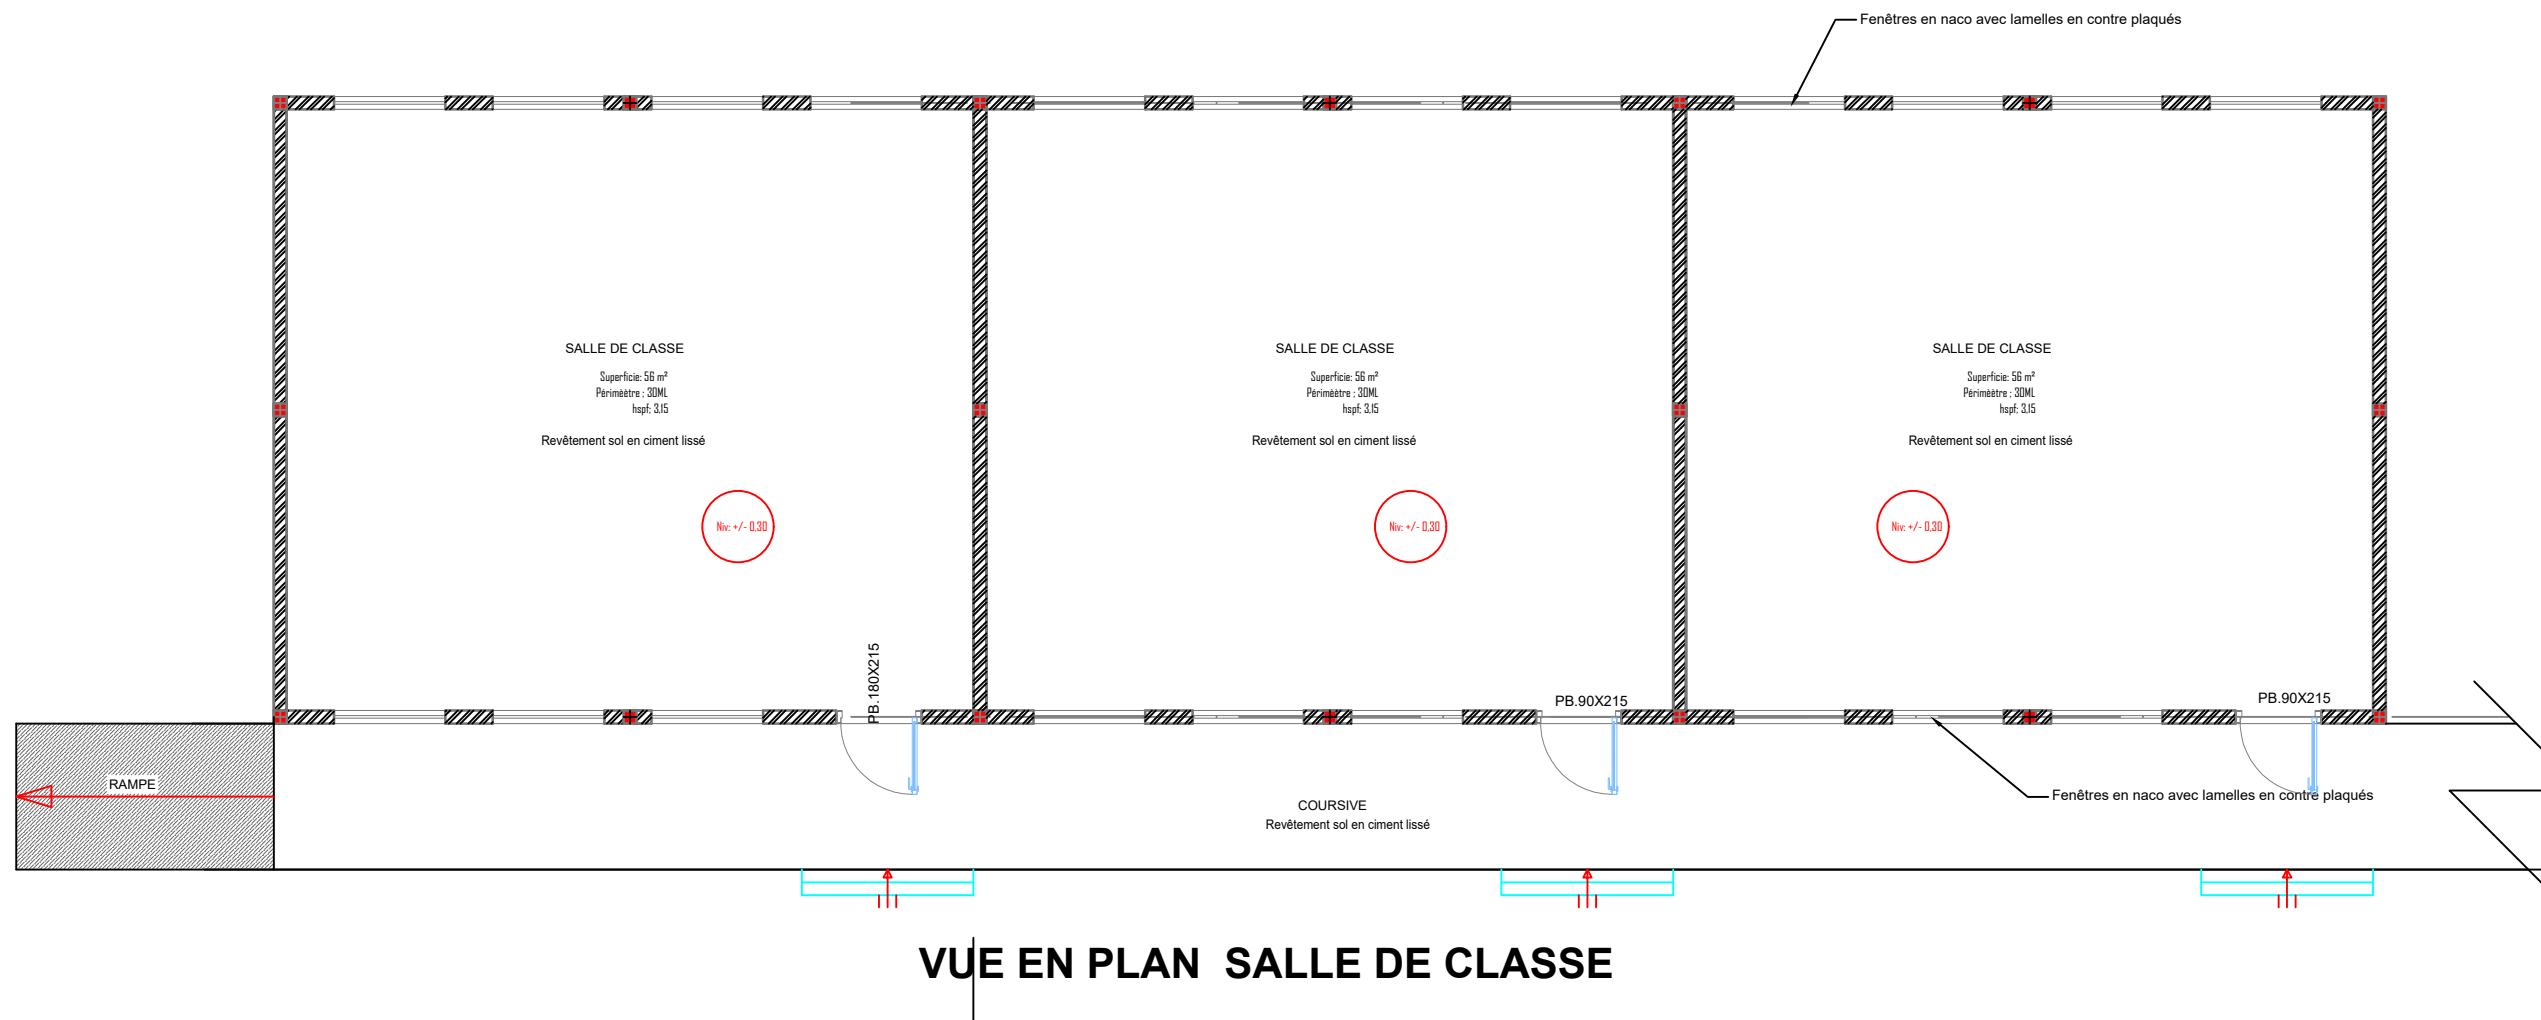 Fenêtres en naco avec lamelles en contre plaqués
SALLE DE CLASSE
Superficie: 56 m²
Périmèètre : 30ML
hspf: 3,15
Revêtement sol en ciment lissé
Niv: +/- 0,30
SALLE DE CLASSE
Superficie: 56 m²
Périmèètre : 30ML
hspf: 3,15
Revêtement sol en ciment lissé
Niv: +/- 0,30
SALLE DE CLASSE
Superficie: 56 m²
Périmèètre : 30ML
hspf: 3,15
Revêtement sol en ciment lissé
Niv: +/- 0,30
PB.180X215
PB.90X215
PB.90X215
RAMPE
COURSIVE
Revêtement sol en ciment lissé
Fenêtres en naco avec lamelles en contre plaqués
VUE EN PLAN SALLE DE CLASSE